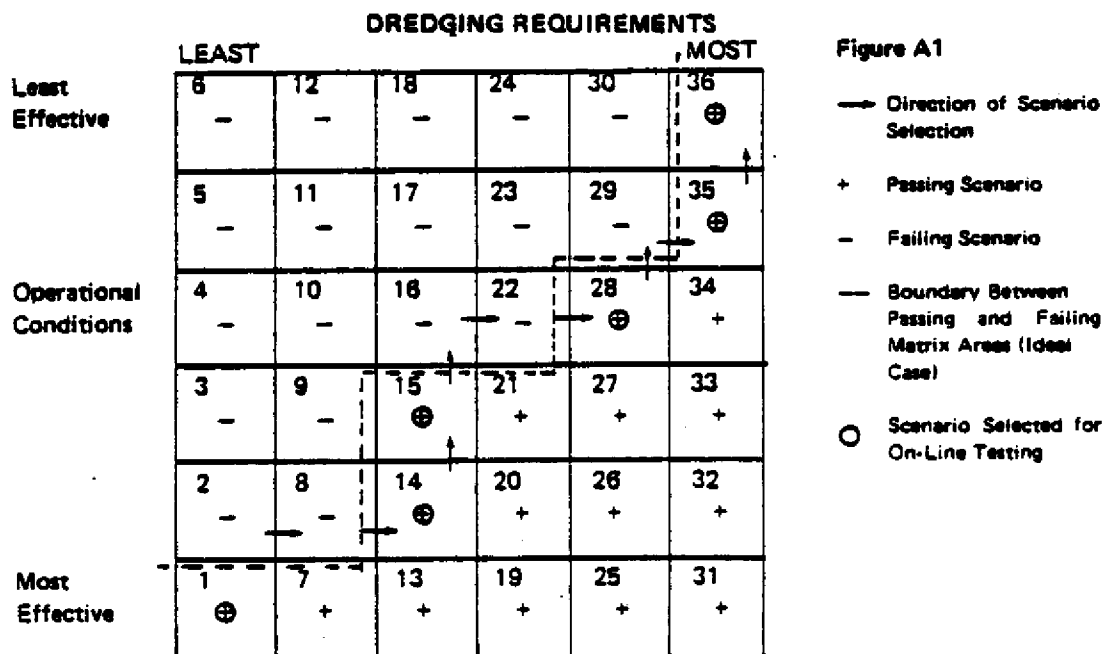 DREDGING REQUIREMENTS
LEAST MOST
Least Effective
6 12 18 24 30 36
- - - - - ⊕
5 11 17 23 29 35
- - - - - ⊕
Operational Conditions
4 10 16 22 28 34
- - - - ⊕ +
3 9 15 21 27 33
- - ⊕ + + +
2 8 14 20 26 32
- - ⊕ + + +
Most Effective
1 7 13 19 25 31
⊕ + + + + +
Figure A1
Direction of Scenario
Selection
+ Passing Scenario
- Failing Scenario
Boundary Between
Passing and Failing
Matrix Areas (Ideal
Case)
Scenario Selected for
On-Line Testing